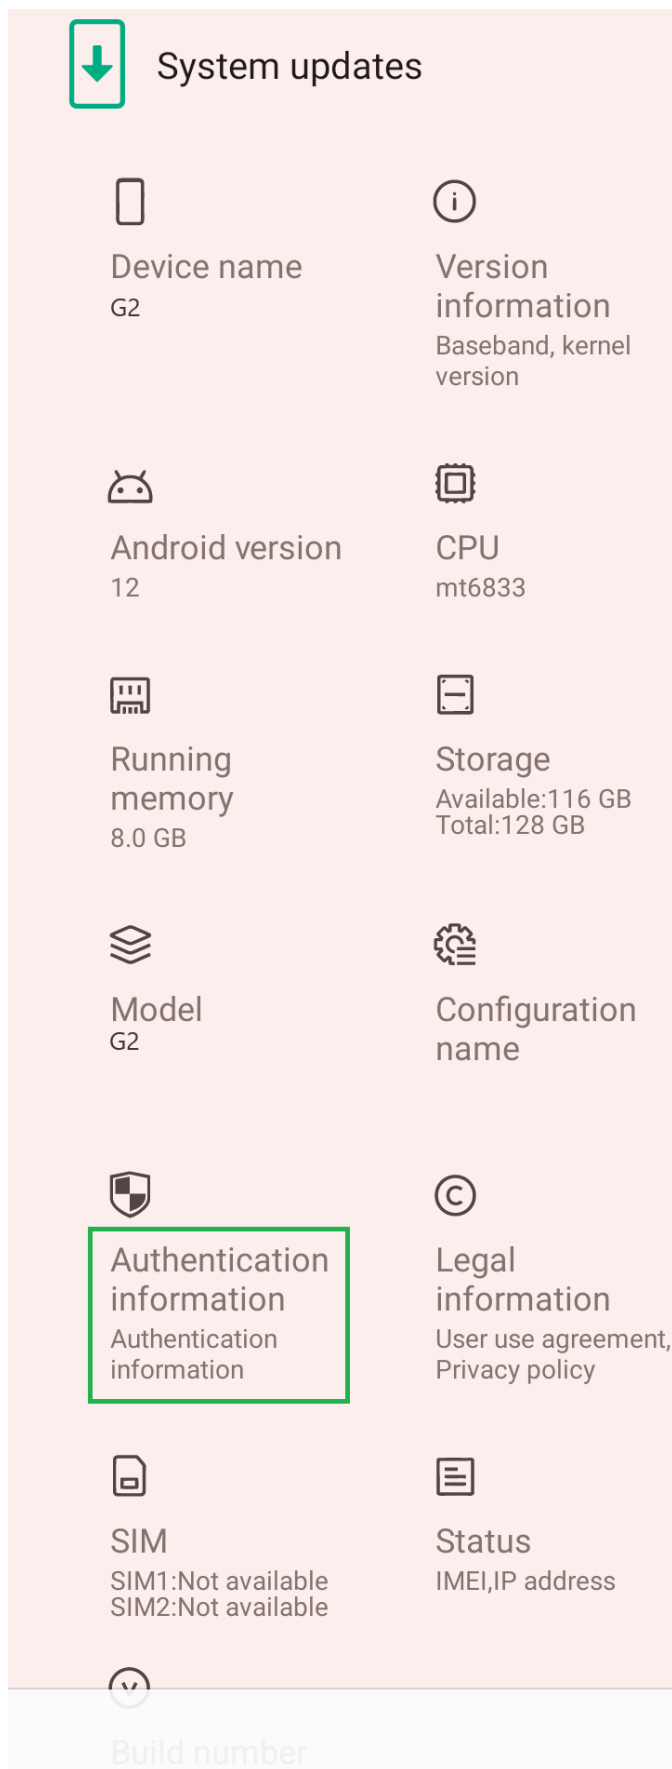 System updates
Device name
G2
Version
information
Baseband, kernel
version
Android version
12
CPU
mt6833
Running
memory
8.0 GB
Storage
Available:116 GB
Total:128 GB
Model
G2
Configuration
name
Authentication
information
Authentication
information
Legal
information
User use agreement,
Privacy policy
SIM
SIM1:Not available
SIM2:Not available
Status
IMEI,IP address
Build number